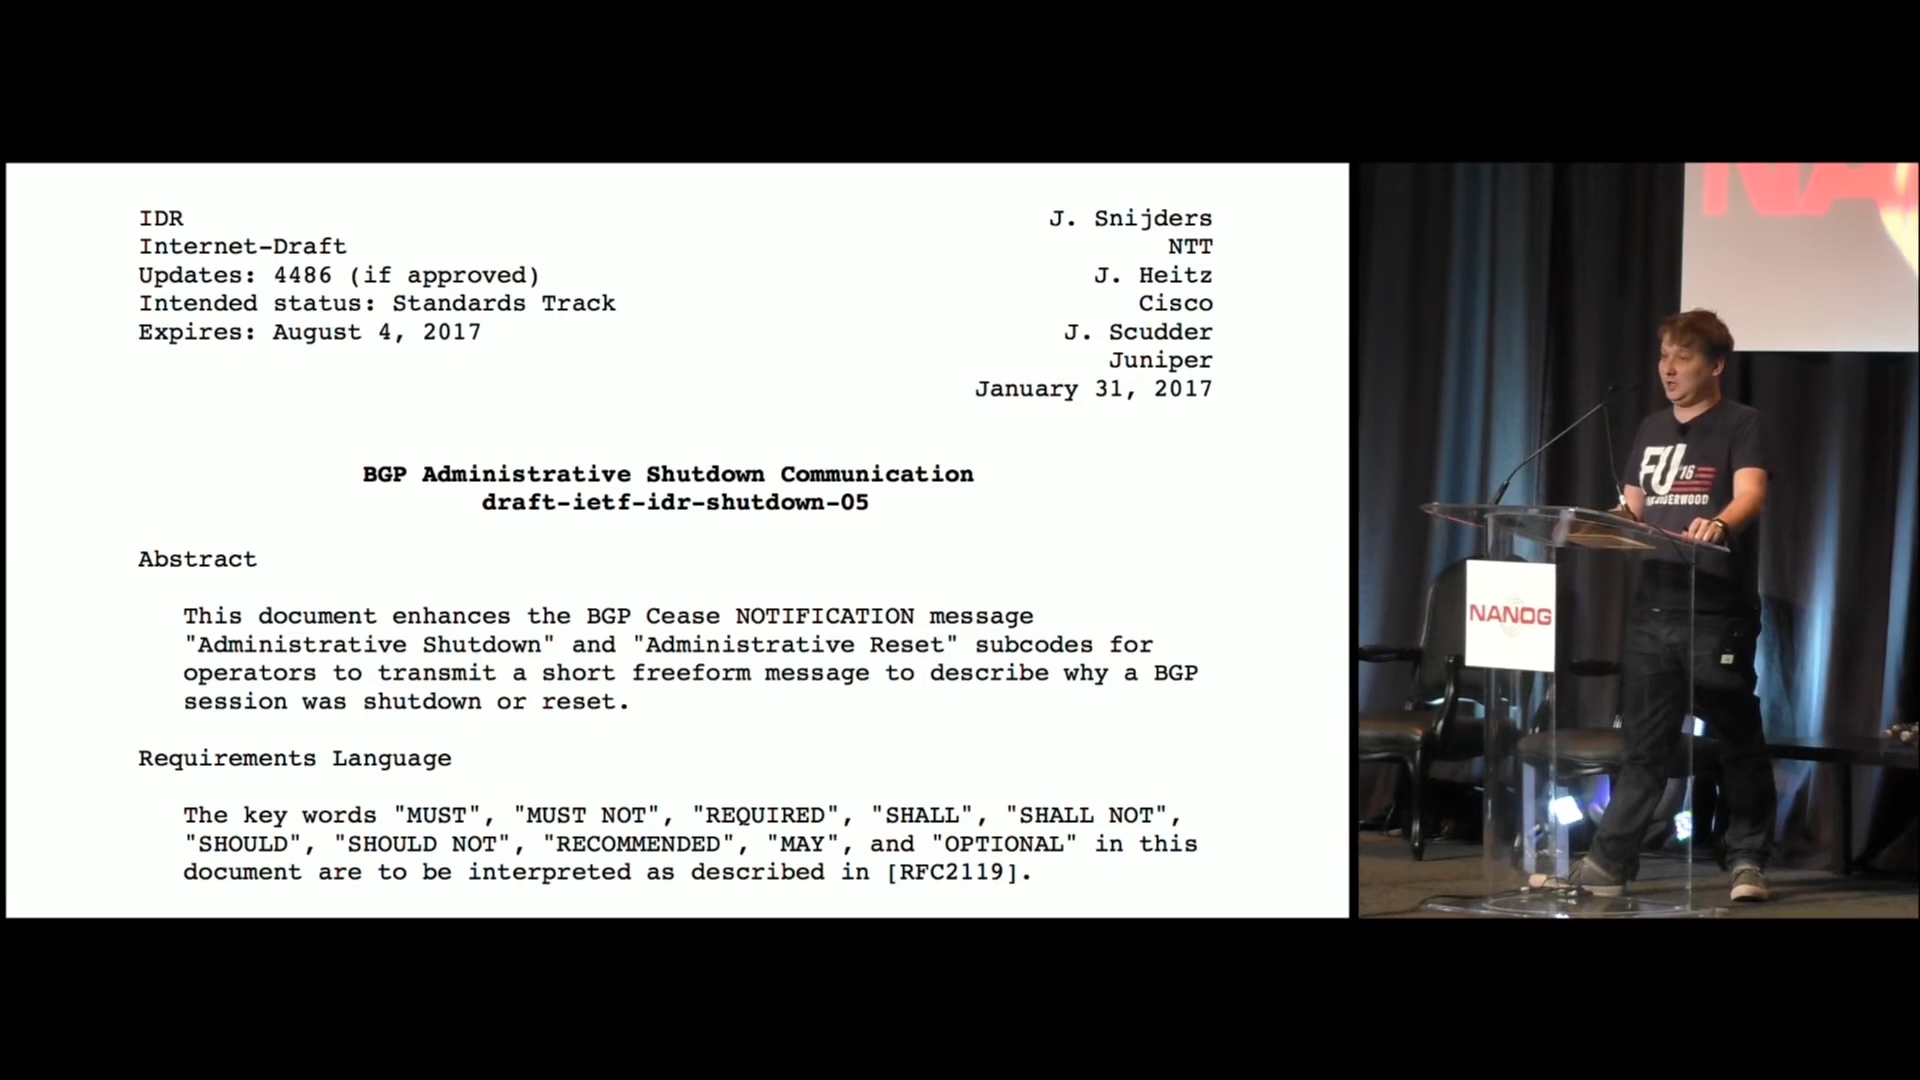 IDR J. Snijders
Internet-Draft NTT
Updates: 4486 (if approved) J. Heitz
Intended status: Standards Track Cisco
Expires: August 4, 2017 J. Scudder
Juniper
January 31, 2017
BGP Administrative Shutdown Communication
draft-ietf-idr-shutdown-05
Abstract
This document enhances the BGP Cease NOTIFICATION message
"Administrative Shutdown" and "Administrative Reset" subcodes for
operators to transmit a short freeform message to describe why a BGP
session was shutdown or reset.
Requirements Language
The key words "MUST", "MUST NOT", "REQUIRED", "SHALL", "SHALL NOT",
"SHOULD", "SHOULD NOT", "RECOMMENDED", "MAY", and "OPTIONAL" in this
document are to be interpreted as described in [RFC2119].
NA
FU '16
NANOG